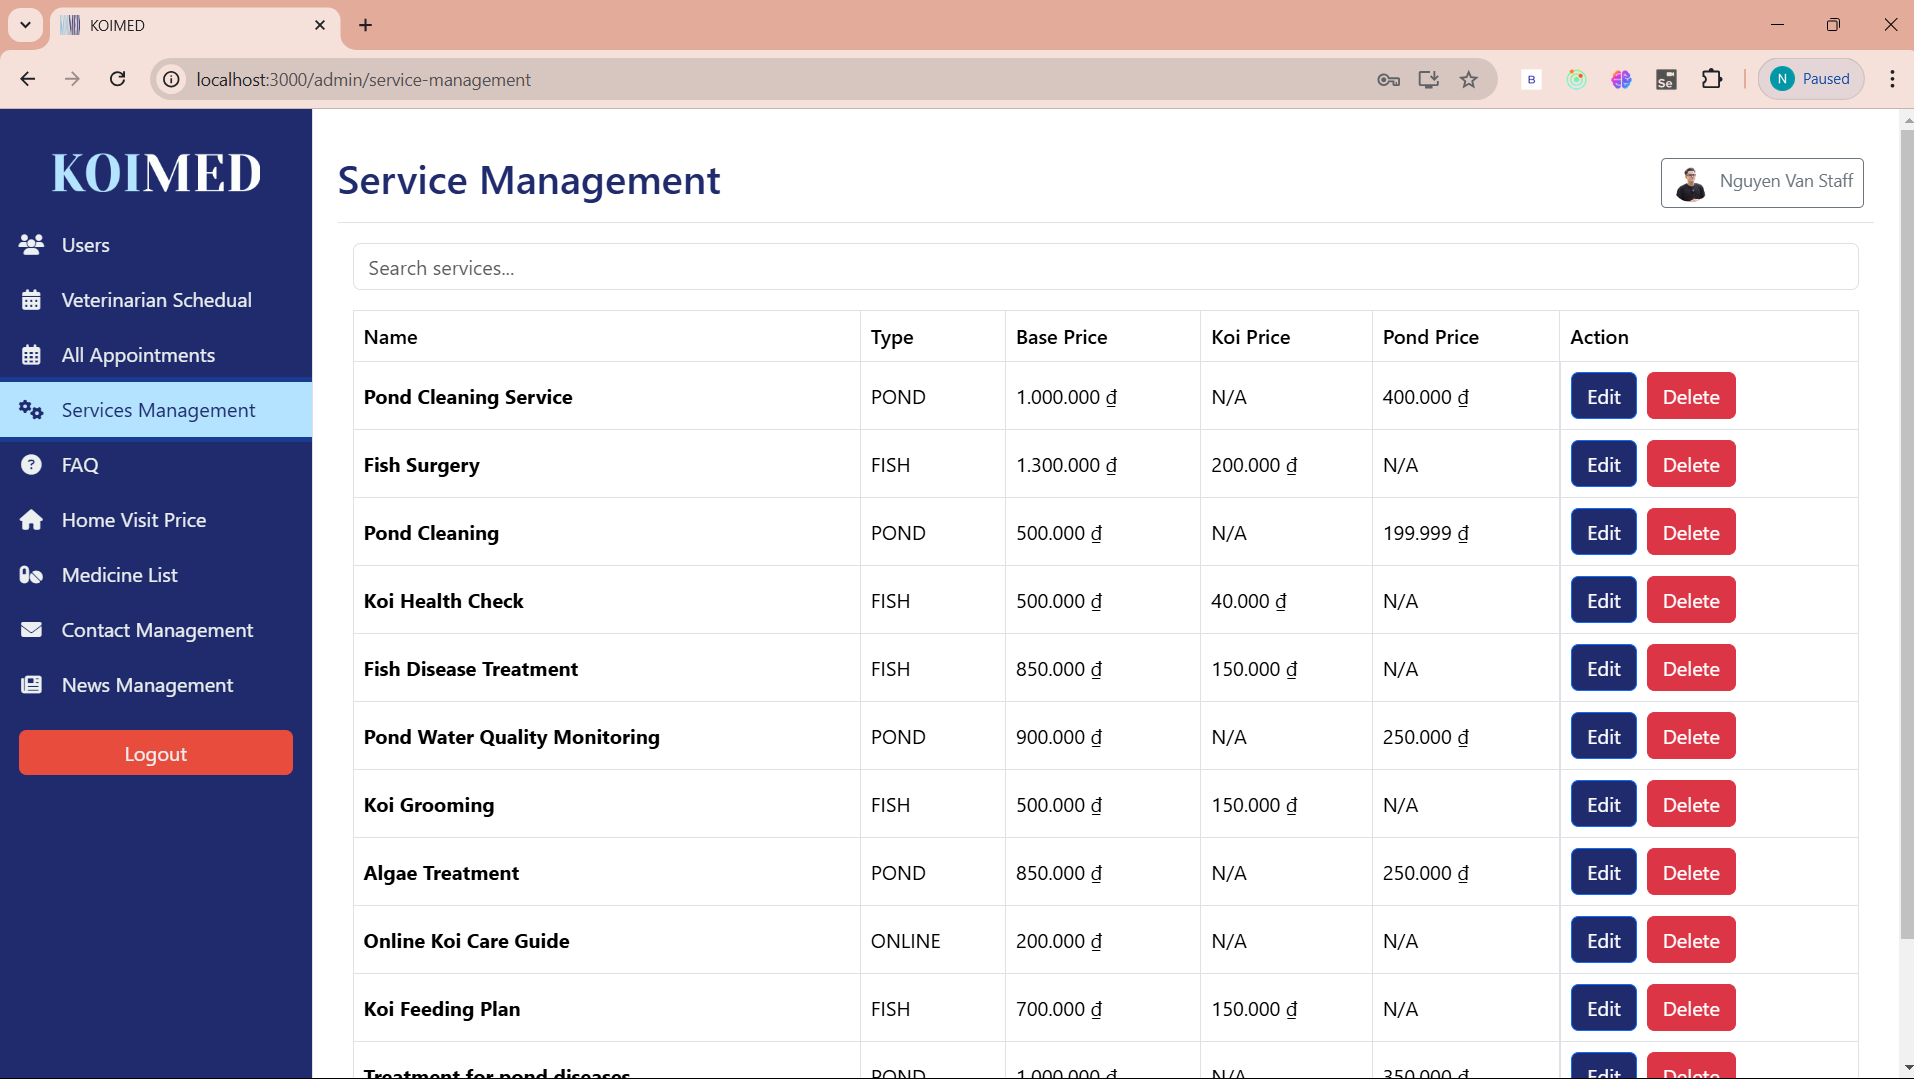 KOIMED
localhost:3000/admin/service-management
B
Se
N Paused
KOIMED
Users
Veterinarian Schedual
All Appointments
Services Management
FAQ
Home Visit Price
Medicine List
Contact Management
News Management
Logout
Service Management
Nguyen Van Staff
Search services...
Name Type Base Price Koi Price Pond Price Action
Pond Cleaning Service POND 1.000.000 ₫ N/A 400.000 ₫ Edit Delete
Fish Surgery FISH 1.300.000 ₫ 200.000 ₫ N/A Edit Delete
Pond Cleaning POND 500.000 ₫ N/A 199.999 ₫ Edit Delete
Koi Health Check FISH 500.000 ₫ 40.000 ₫ N/A Edit Delete
Fish Disease Treatment FISH 850.000 ₫ 150.000 ₫ N/A Edit Delete
Pond Water Quality Monitoring POND 900.000 ₫ N/A 250.000 ₫ Edit Delete
Koi Grooming FISH 500.000 ₫ 150.000 ₫ N/A Edit Delete
Algae Treatment POND 850.000 ₫ N/A 250.000 ₫ Edit Delete
Online Koi Care Guide ONLINE 200.000 ₫ N/A N/A Edit Delete
Koi Feeding Plan FISH 700.000 ₫ 150.000 ₫ N/A Edit Delete
Treatment for pond diseases POND 1.000.000 ₫ N/A 350.000 ₫ Edit Delete